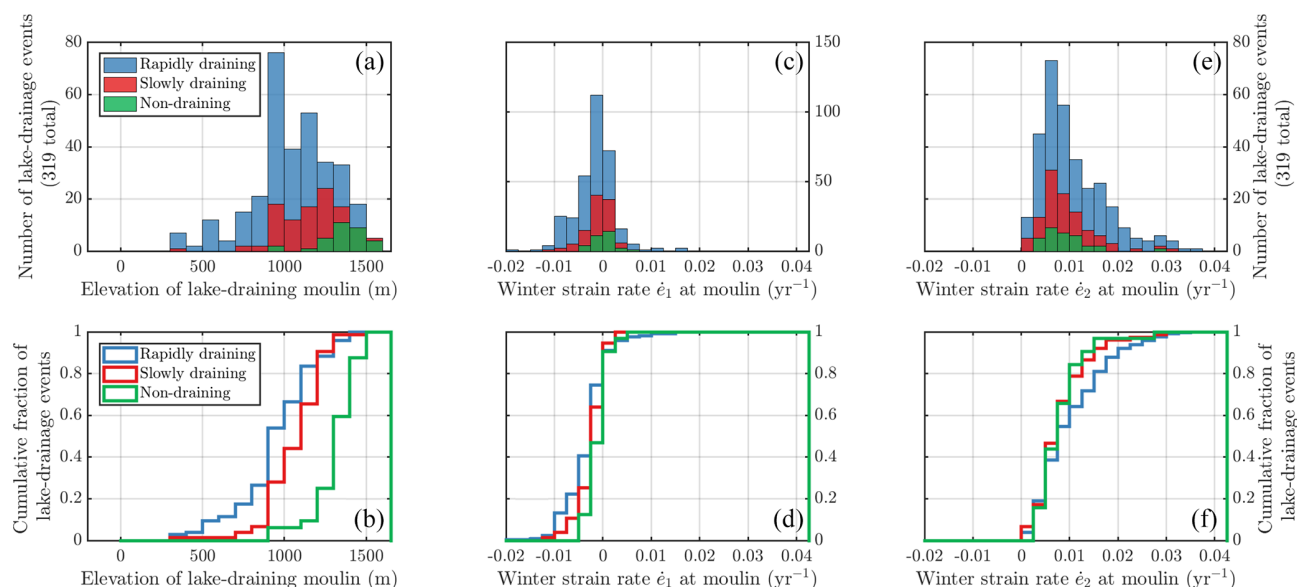 80
60
40
20
0
Number of lake-drainage events
(319 total)
Rapidly draining
Slowly draining
Non-draining
(a)
0 500 1000 1500
Elevation of lake-draining moulin (m)
(c)
150
100
50
0
-0.02 -0.01 0 0.01 0.02 0.03 0.04
Winter strain rate ė₁ at moulin (yr⁻¹)
(e)
80
60
40
20
0
Number of lake-drainage events
(319 total)
-0.02 -0.01 0 0.01 0.02 0.03 0.04
Winter strain rate ė₂ at moulin (yr⁻¹)
1
0.8
0.6
0.4
0.2
0
Cumulative fraction of
lake-drainage events
Rapidly draining
Slowly draining
Non-draining
(b)
0 500 1000 1500
Elevation of lake-draining moulin (m)
(d)
1
0.8
0.6
0.4
0.2
0
-0.02 -0.01 0 0.01 0.02 0.03 0.04
Winter strain rate ė₁ at moulin (yr⁻¹)
(f)
1
0.8
0.6
0.4
0.2
0
Cumulative fraction of
lake-drainage events
-0.02 -0.01 0 0.01 0.02 0.03 0.04
Winter strain rate ė₂ at moulin (yr⁻¹)